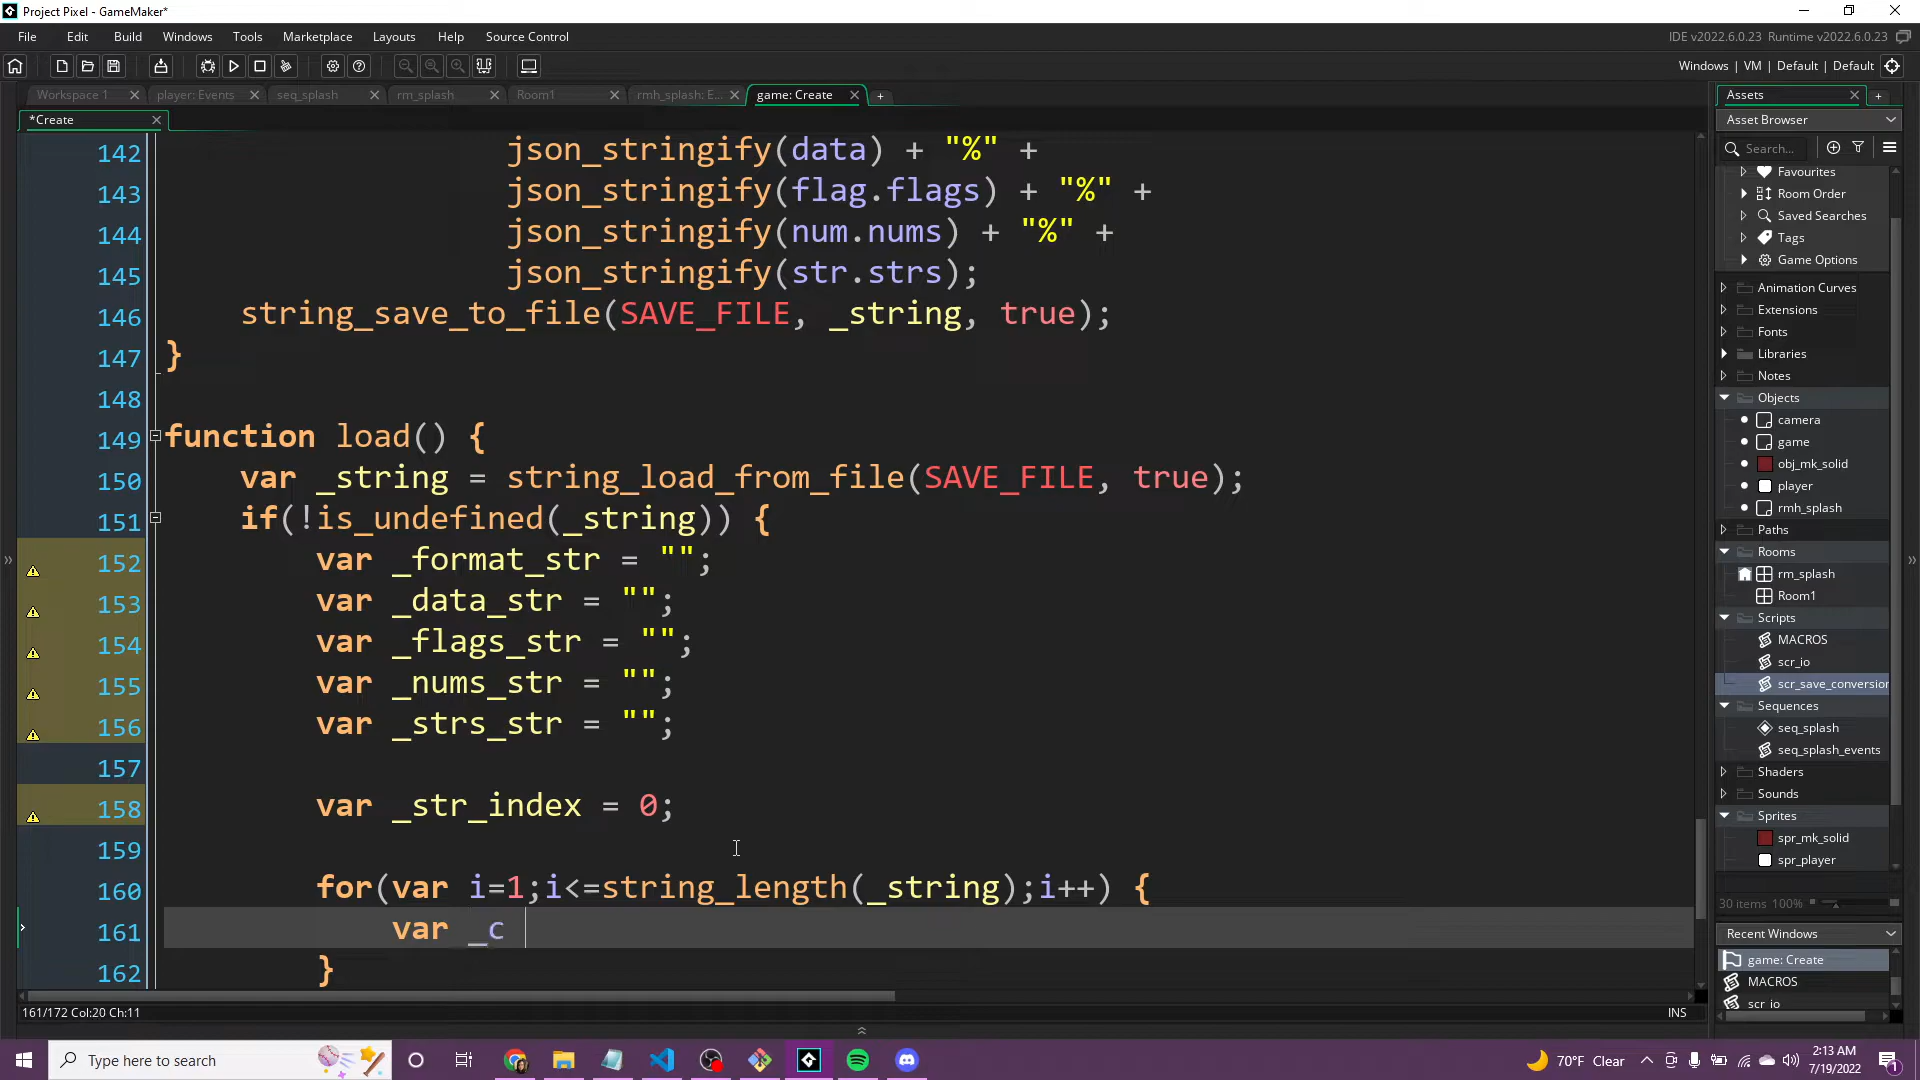 Project Pixel - GameMaker*
File Edit Build Windows Tools Marketplace Layouts Help Source Control
IDE v2022.6.0.23 Runtime v2022.6.0.23
Windows | VM | Default | Default
Workspace 1
player: Events
seq_splash
rm_splash
Room1
rmh_splash: E...
game: Create
*Create
142 json_stringify(data) + "%" +
143 json_stringify(flag.flags) + "%" +
144 json_stringify(num.nums) + "%" +
145 json_stringify(str.strs);
146 string_save_to_file(SAVE_FILE, _string, true);
147 }
148
149 function load() {
150 var _string = string_load_from_file(SAVE_FILE, true);
151 if(!is_undefined(_string)) {
152 var _format_str = "";
153 var _data_str = "";
154 var _flags_str = "";
155 var _nums_str = "";
156 var _strs_str = "";
157
158 var _str_index = 0;
159
160 for(var i=1;i<=string_length(_string);i++) {
161 var _c
162 }
161/172 Col:20 Ch:11
INS
Assets
Asset Browser
Search...
Favourites
Room Order
Saved Searches
Tags
Game Options
Animation Curves
Extensions
Fonts
Libraries
Notes
Objects
camera
game
obj_mk_solid
player
rmh_splash
Paths
Rooms
rm_splash
Room1
Scripts
MACROS
scr_io
scr_save_conversion
Sequences
seq_splash
seq_splash_events
Shaders
Sounds
Sprites
spr_mk_solid
spr_player
30 items 100%
Recent Windows
game: Create
MACROS
scr_io
Type here to search
70°F Clear
2:13 AM
7/19/2022
1